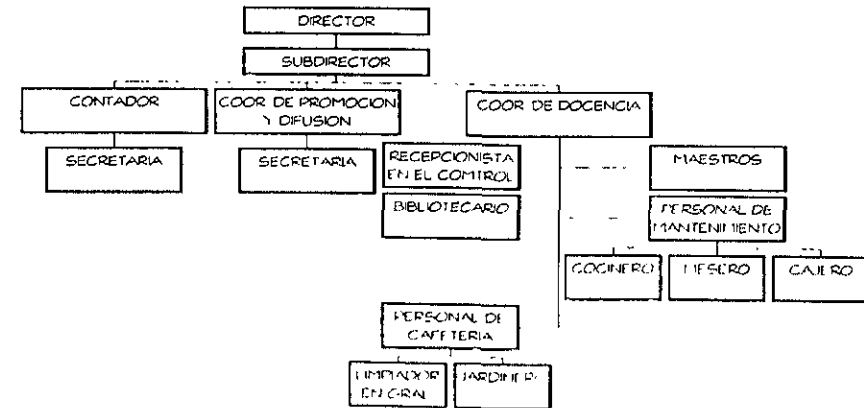 DIRECTOR
SUBDIRECTOR
CONTADOR
COOR DE PROMOCION
Y DIFUSION
COOR DE DOCENCIA
SECRETARIA
SECRETARIA
RECEPCIONISTA
EN EL COMTROL
MAESTROS
BIBLIOTECARIO
PERSONAL DE
MANTENIMIENTO
COCINERO
MESERO
CAJERO
PERSONAL DE
CAFETERIA
LIMPIADOR
EN GRAL
JARDINERO